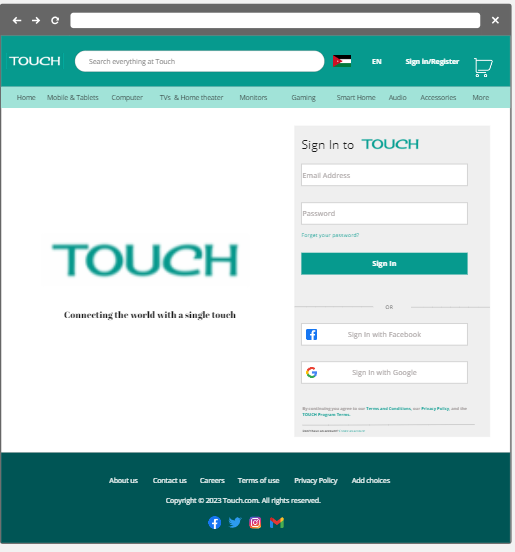 TOUCH
Search everything at Touch
EN
Sign in/Register
Home Mobile & Tablets Computer TVs & Home theater Monitors Gaming Smart Home Audio Accessories More
Sign In to TOUCH
Email Address
Password
Forget your password?
Sign In
OR
Sign In with Facebook
Sign In with Google
By continuing you agree to our Terms and Conditions, our Privacy Policy, and the
TOUCH Program Terms.
TOUCH
Connecting the world with a single touch
About us Contact us Careers Terms of use Privacy Policy Add choices
Copyright © 2023 Touch.com. All rights reserved.